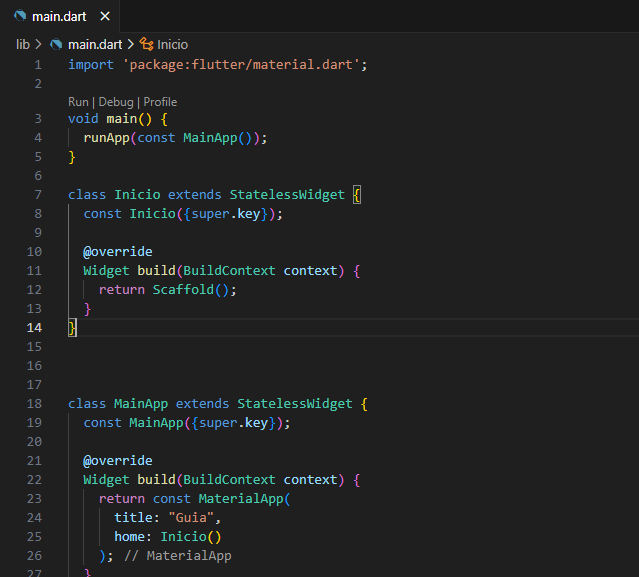 main.dart ×
lib > main.dart > Inicio
1 import 'package:flutter/material.dart';
2
Run | Debug | Profile
3 void main() {
4   runApp(const MainApp());
5 }
6
7 class Inicio extends StatelessWidget {
8   const Inicio({super.key});
9
10   @override
11   Widget build(BuildContext context) {
12     return Scaffold();
13   }
14 }
15
16
17
18 class MainApp extends StatelessWidget {
19   const MainApp({super.key});
20
21   @override
22   Widget build(BuildContext context) {
23     return const MaterialApp(
24       title: "Guia",
25       home: Inicio()
26     ); // MaterialApp
27   }